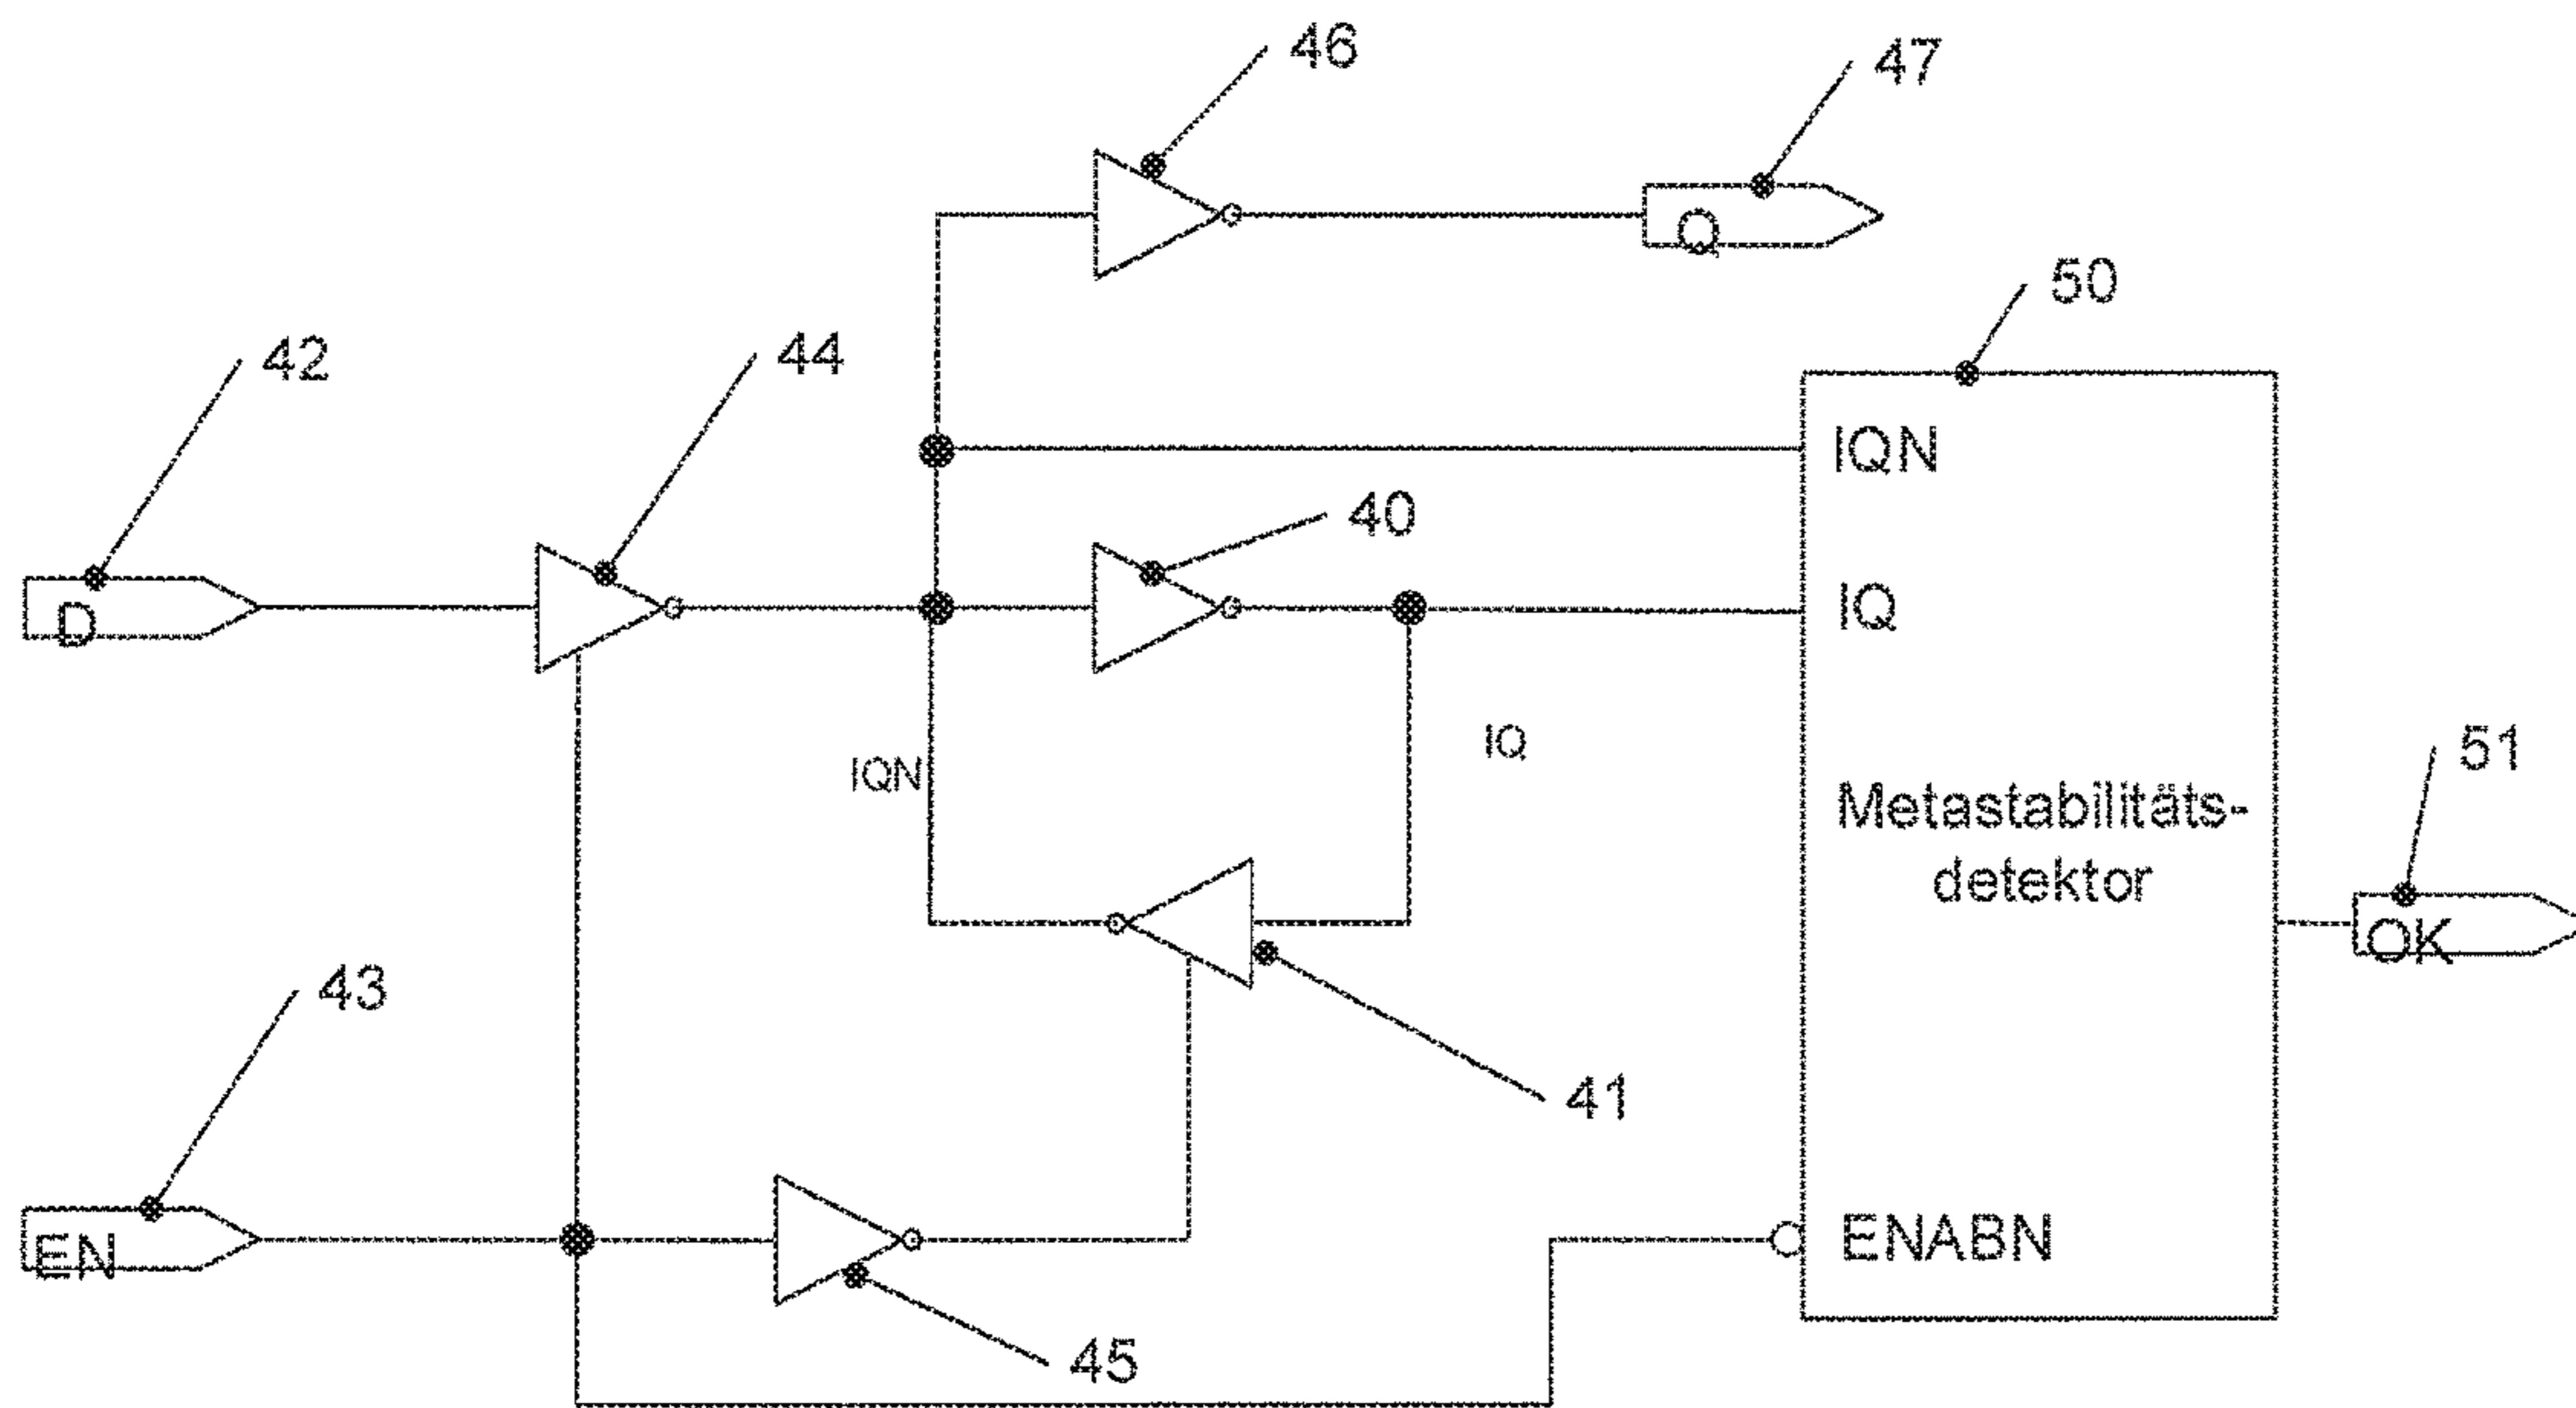 46
47
Q
50
42
44
IQN
40
D
IQ
IQN
IQ
51
Metastabilitäts-
detektor
OK
43
41
EN
ENABN
45